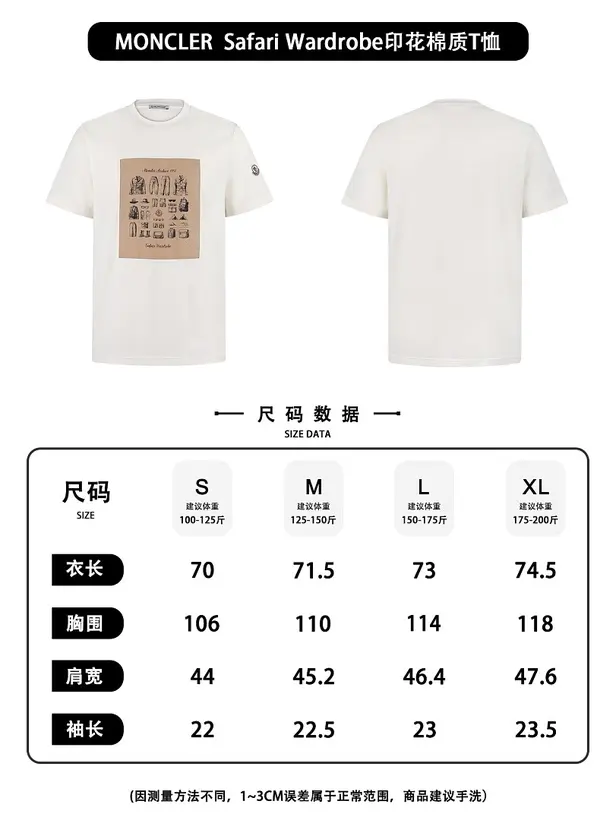 MONCLER Safari Wardrobe印花棉质T恤
Safari Wardrobe
尺码数据
SIZE DATA
尺码 S M L XL
SIZE 建议体重 建议体重 建议体重 建议体重
100-125斤 125-150斤 150-175斤 175-200斤
衣长 70 71.5 73 74.5
胸围 106 110 114 118
肩宽 44 45.2 46.4 47.6
袖长 22 22.5 23 23.5
(因测量方法不同，1~3CM误差属于正常范围，商品建议手洗)